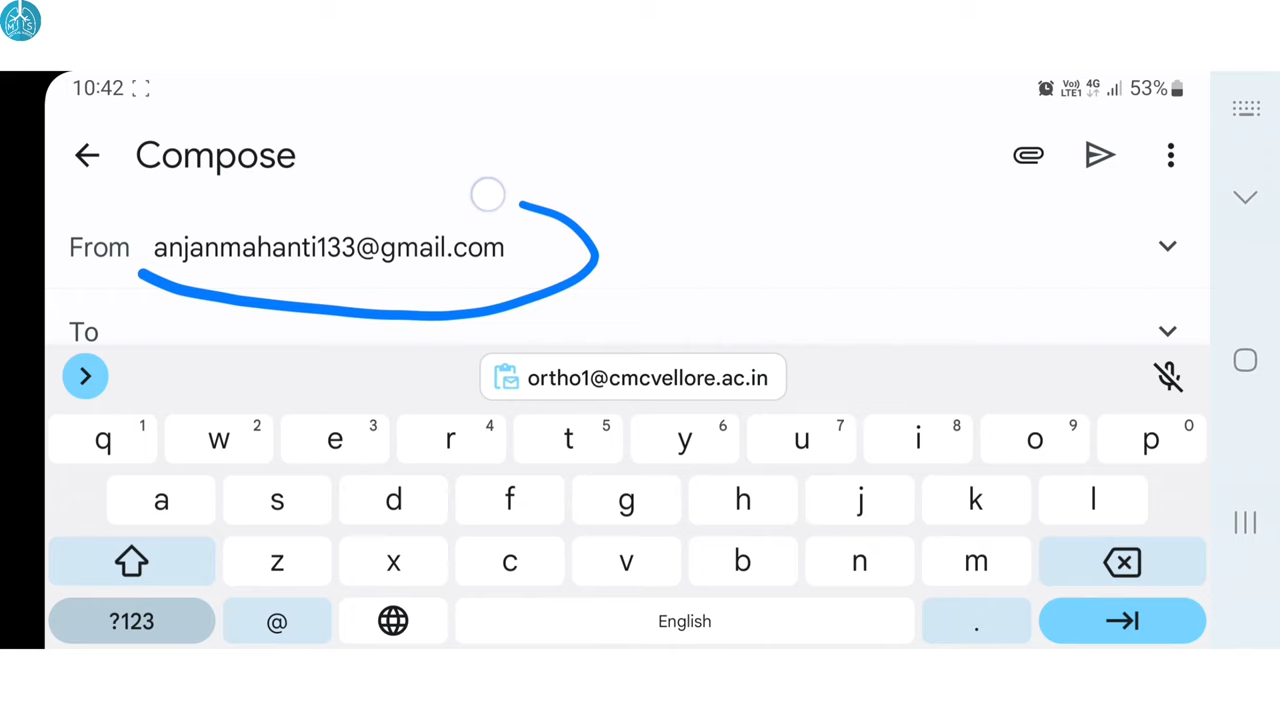 M S
10:42
Vo)) LTE1 4G 53%
Compose
From anjanmahanti133@gmail.com
To
ortho1@cmcvellore.ac.in
q 1 w 2 e 3 r 4 t 5 y 6 u 7 i 8 o 9 p 0
a s d f g h j k l
z x c v b n m
?123 @ English .